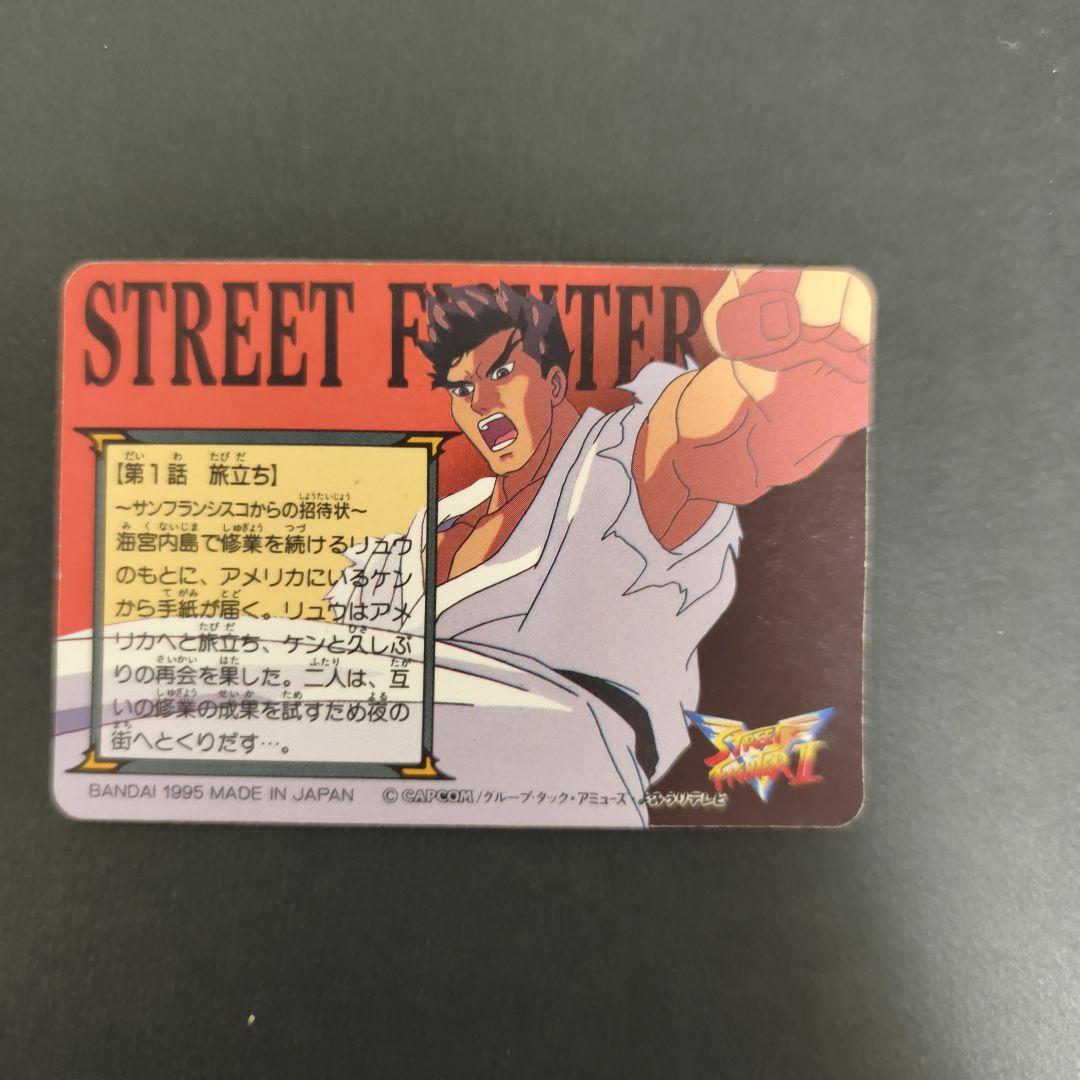 STREET FIGHTER
【第1話 旅立ち】
～サンフランシスコからの招待状～
海宮内島で修業を続けるリュウ
のもとに、アメリカにいるケン
から手紙が届く。リュウはアメ
リカへと旅立ち、ケンと久しぶ
りの再会を果した。二人は、互
いの修業の成果を試すため夜の
街へとくりだす…。
STREET FIGHTER II V
BANDAI 1995 MADE IN JAPAN ©CAPCOM/グループ・タック・アミューズ・よみうりテレビ